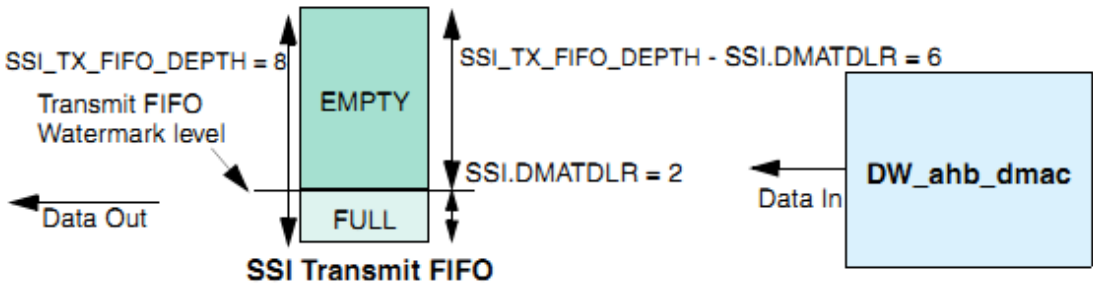 SSI_TX_FIFO_DEPTH = 8
SSI_TX_FIFO_DEPTH - SSI.DMATDLR = 6
EMPTY
Transmit FIFO
Watermark level
SSI.DMATDLR = 2
DW_ahb_dmac
Data In
Data Out
FULL
SSI Transmit FIFO